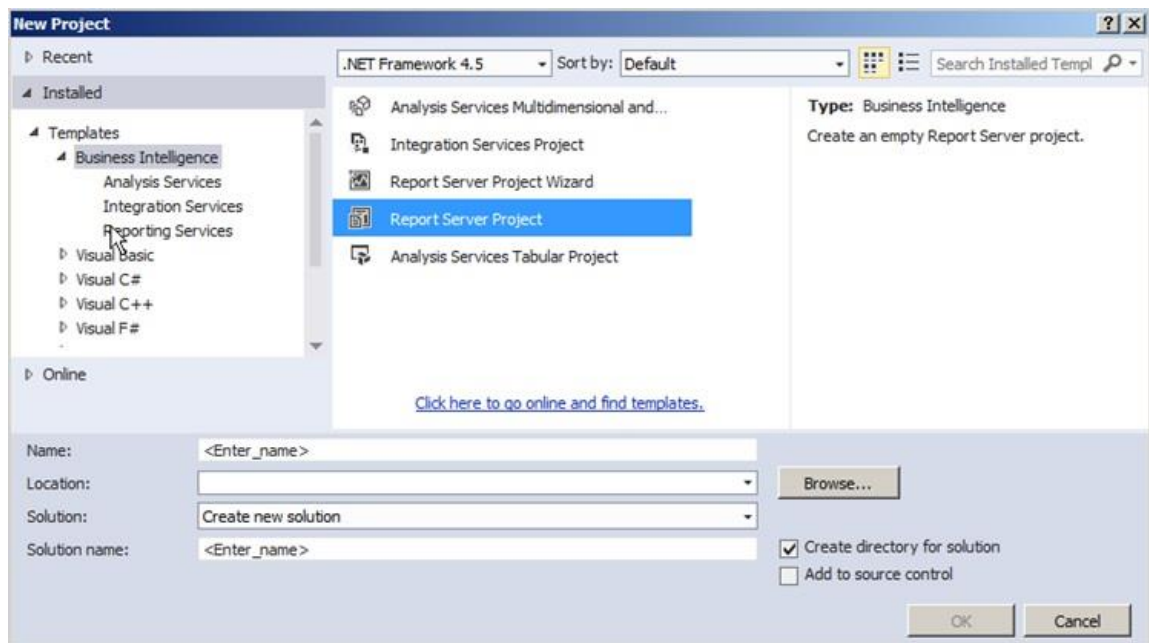 New Project
Recent
.NET Framework 4.5
Sort by:
Default
Search Installed Templ
Installed
Templates
Business Intelligence
Analysis Services
Integration Services
Reporting Services
Visual Basic
Visual C#
Visual C++
Visual F#
Online
Analysis Services Multidimensional and...
Integration Services Project
Report Server Project Wizard
Report Server Project
Analysis Services Tabular Project
Click here to go online and find templates.
Type: Business Intelligence
Create an empty Report Server project.
Name:
<Enter_name>
Location:
Browse...
Solution:
Create new solution
Solution name:
<Enter_name>
Create directory for solution
Add to source control
OK
Cancel